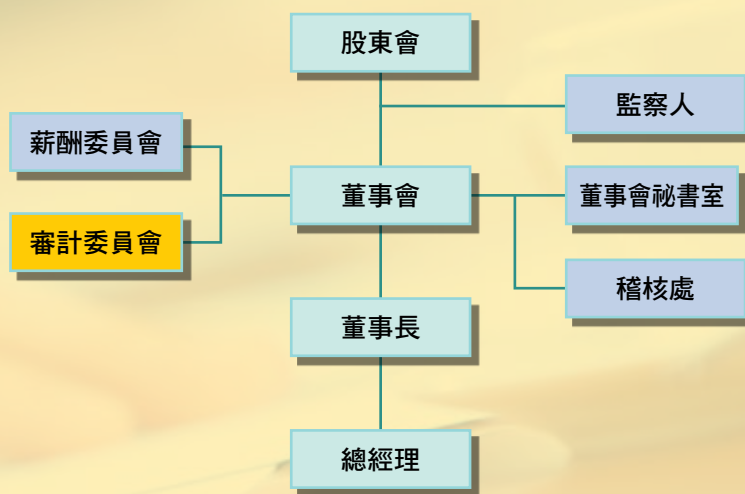 股東會
監察人
薪酬委員會
董事會
董事會祕書室
審計委員會
稽核處
董事長
總經理